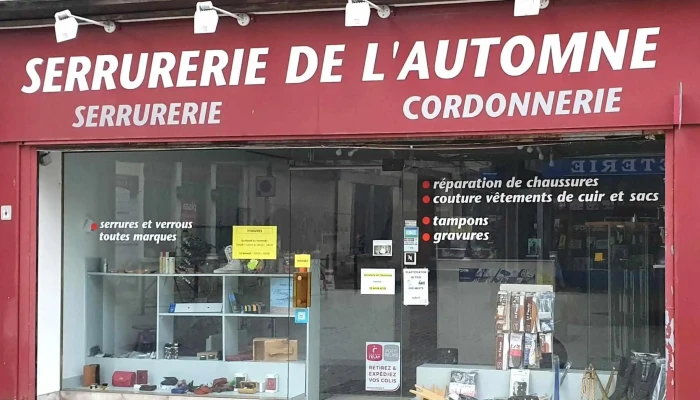 SERRURERIE DE L'AUTOMNE
SERRURERIE
CORDONNERIE
serrures et verrous
toutes marques
réparation de chaussures
couture vêtements de cuir et sacs
tampons
gravures
RELAIS
RETIREZ &
EXPÉDIEZ
VOS COLIS